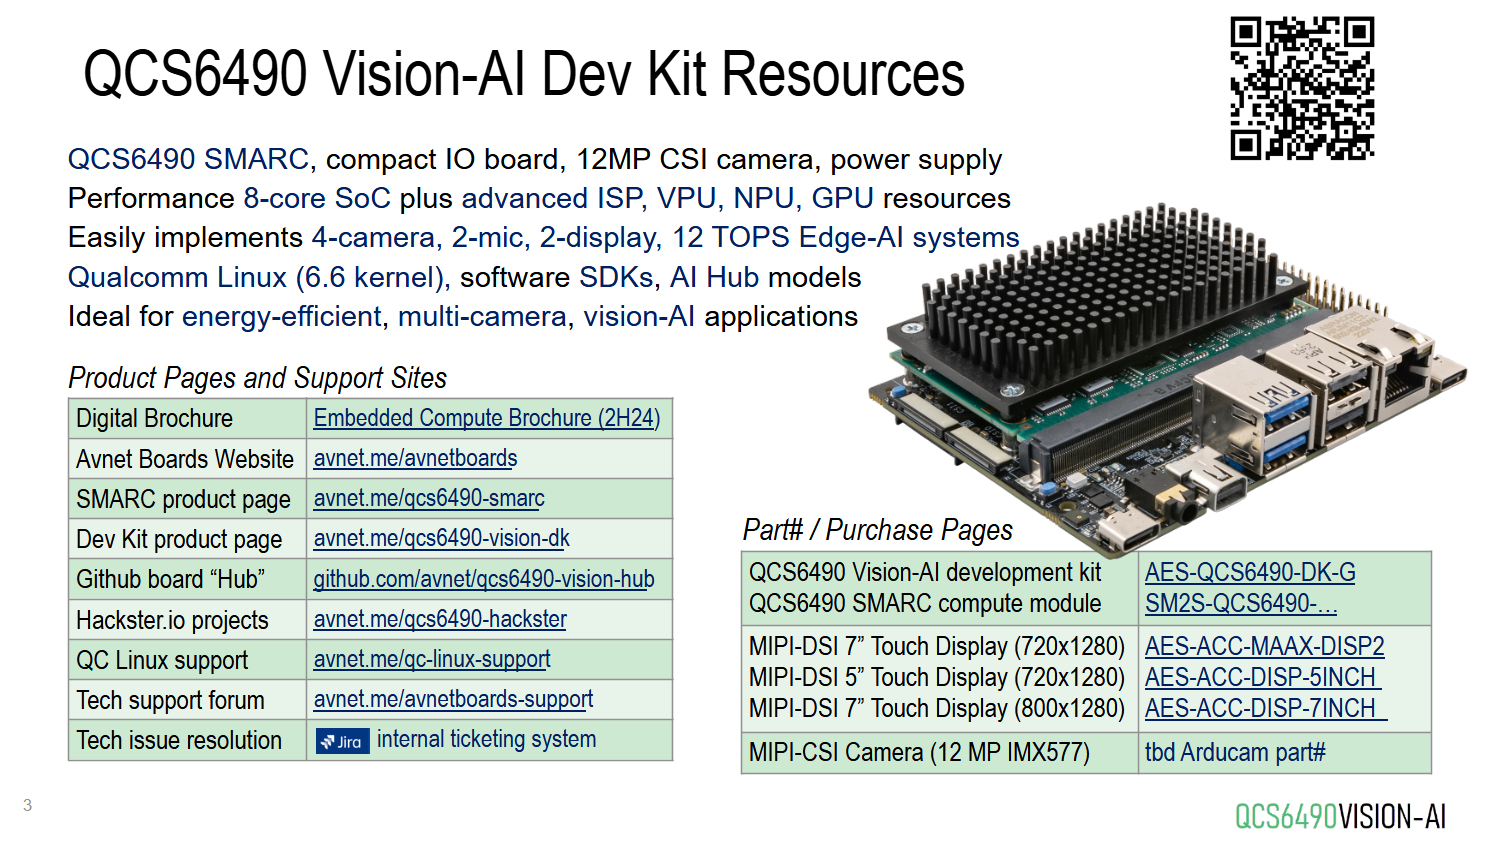 QCS6490 Vision-AI Dev Kit Resources
QCS6490 SMARC, compact IO board, 12MP CSI camera, power supply
Performance 8-core SoC plus advanced ISP, VPU, NPU, GPU resources
Easily implements 4-camera, 2-mic, 2-display, 12 TOPS Edge-AI systems
Qualcomm Linux (6.6 kernel), software SDKs, AI Hub models
Ideal for energy-efficient, multi-camera, vision-AI applications
Product Pages and Support Sites
Digital Brochure Embedded Compute Brochure (2H24)
Avnet Boards Website avnet.me/avnetboards
SMARC product page avnet.me/qcs6490-smarc
Dev Kit product page avnet.me/qcs6490-vision-dk
Github board “Hub” github.com/avnet/qcs6490-vision-hub
Hackster.io projects avnet.me/qcs6490-hackster
QC Linux support avnet.me/qc-linux-support
Tech support forum avnet.me/avnetboards-support
Tech issue resolution Jira internal ticketing system
Part# / Purchase Pages
QCS6490 Vision-AI development kit AES-QCS6490-DK-G
QCS6490 SMARC compute module SM2S-QCS6490-…
MIPI-DSI 7” Touch Display (720x1280) AES-ACC-MAAX-DISP2
MIPI-DSI 5” Touch Display (720x1280) AES-ACC-DISP-5INCH
MIPI-DSI 7” Touch Display (800x1280) AES-ACC-DISP-7INCH
MIPI-CSI Camera (12 MP IMX577) tbd Arducam part#
3
QCS6490VISION-AI